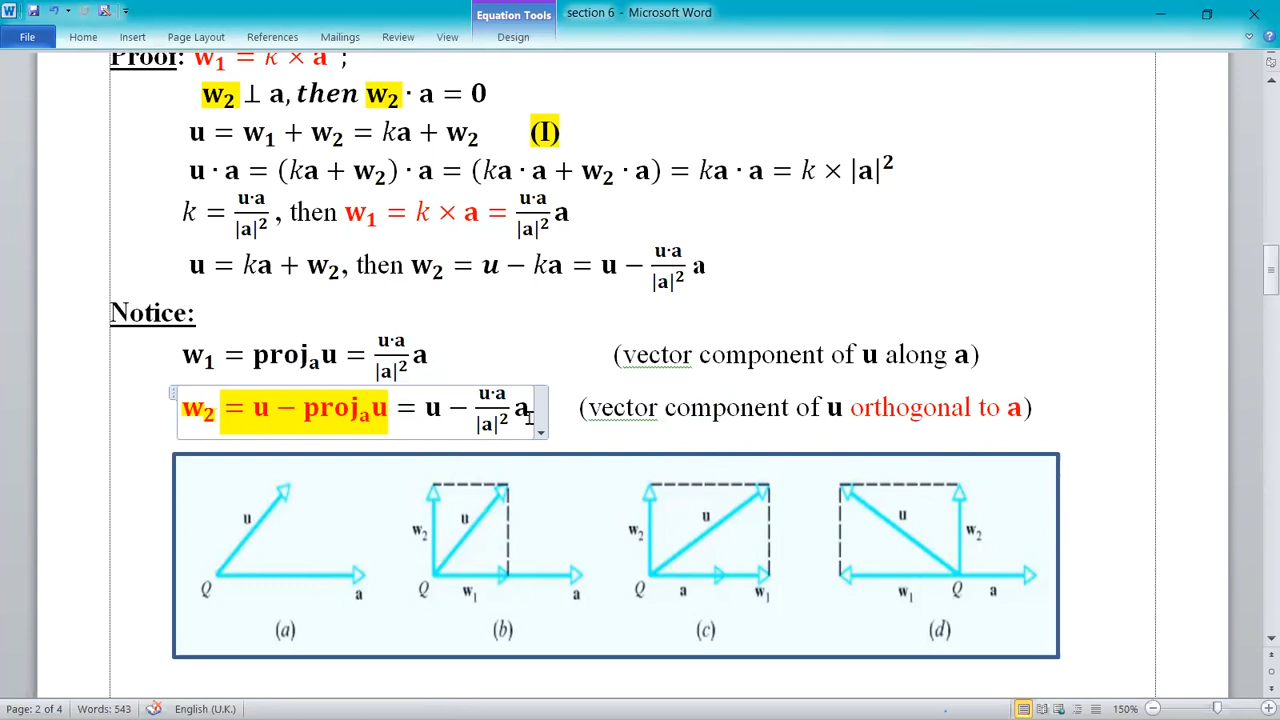 Equation Tools
section 6 - Microsoft Word
File Home Insert Page Layout References Mailings Review View Design
Proof: w₁ = k × a ;
w₂ ⊥ a, then w₂ · a = 0
u = w₁ + w₂ = ka + w₂ (I)
u · a = (ka + w₂) · a = (ka · a + w₂ · a) = ka · a = k × |a|²
k = u·a/|a|², then w₁ = k × a = u·a/|a|² a
u = ka + w₂, then w₂ = u − ka = u − u·a/|a|² a
Notice:
w₁ = projₐu = u·a/|a|² a (vector component of u along a)
w₂ = u − projₐu = u − u·a/|a|² a (vector component of u orthogonal to a)
u Q a (a)
w₂ u Q w₁ a (b)
w₂ u Q a w₁ (c)
u w₂ w₁ Q a (d)
Page: 2 of 4 Words: 543 English (U.K.) 150%